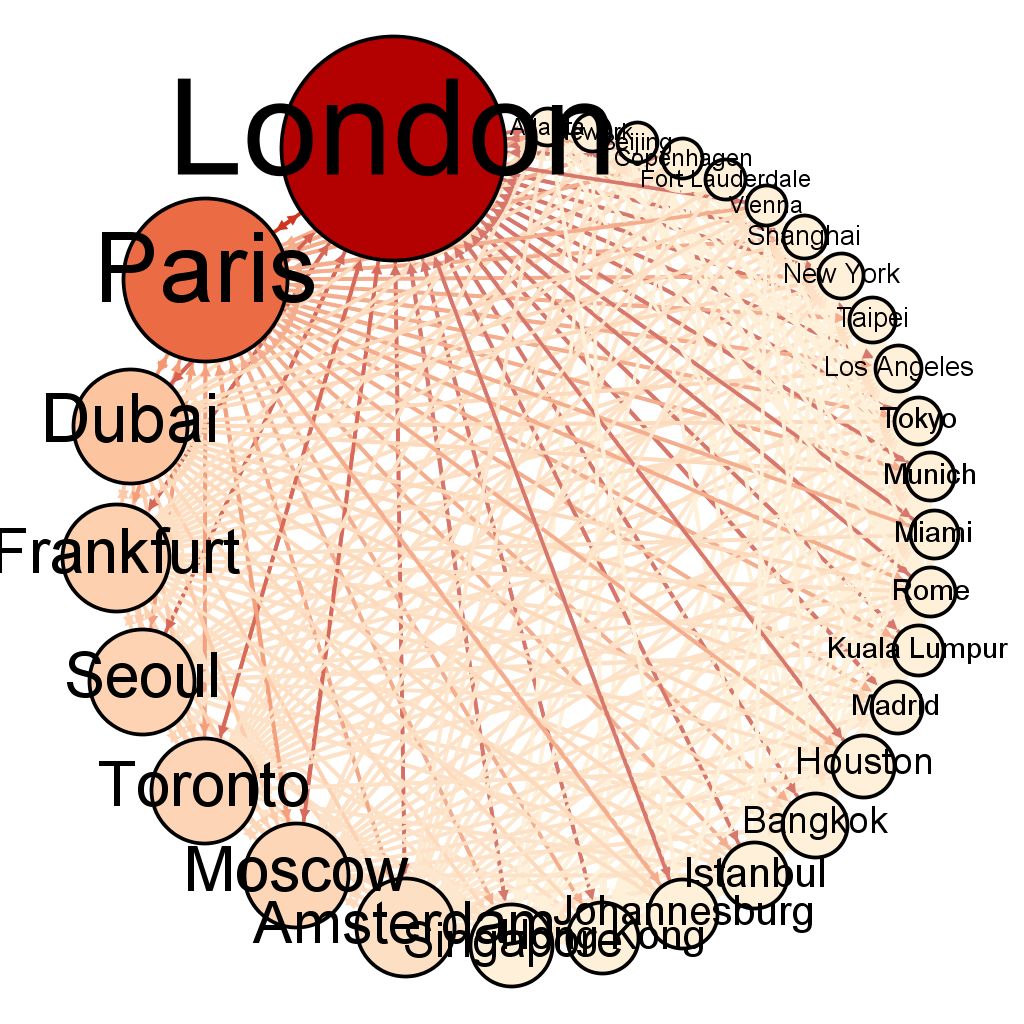 London
Paris
Dubai
Frankfurt
Seoul
Toronto
Moscow
Amsterdam
Singapore
Hong Kong
Johannesburg
Istanbul
Bangkok
Houston
Madrid
Kuala Lumpur
Rome
Miami
Munich
Tokyo
Los Angeles
Taipei
New York
Shanghai
Vienna
Fort Lauderdale
Copenhagen
Beijing
Newark
Atlanta